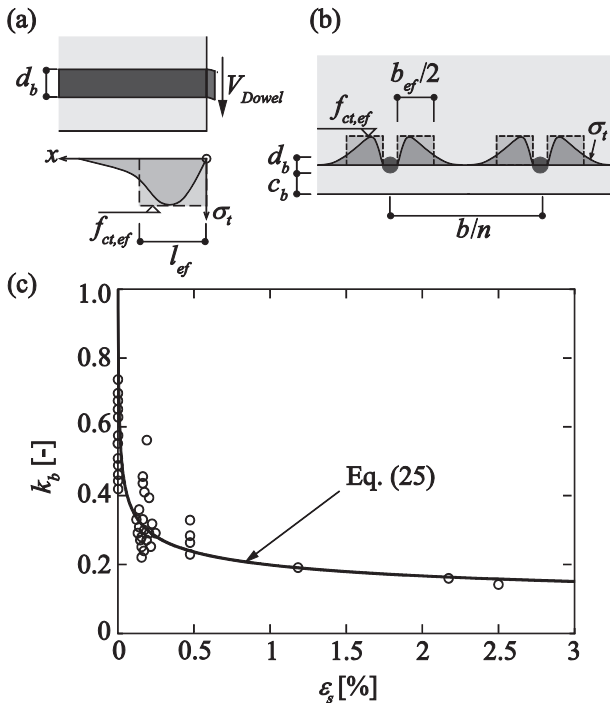 (a)
d_b
V_Dowel
x
σ_t
f_ct,ef
l_ef
(b)
b_ef/2
f_ct,ef
σ_t
d_b
c_b
b/n
(c)
1.0
0.8
0.6
0.4
0.2
0
k_b [-]
Eq. (25)
0 0.5 1 1.5 2 2.5 3
ε_s [%]